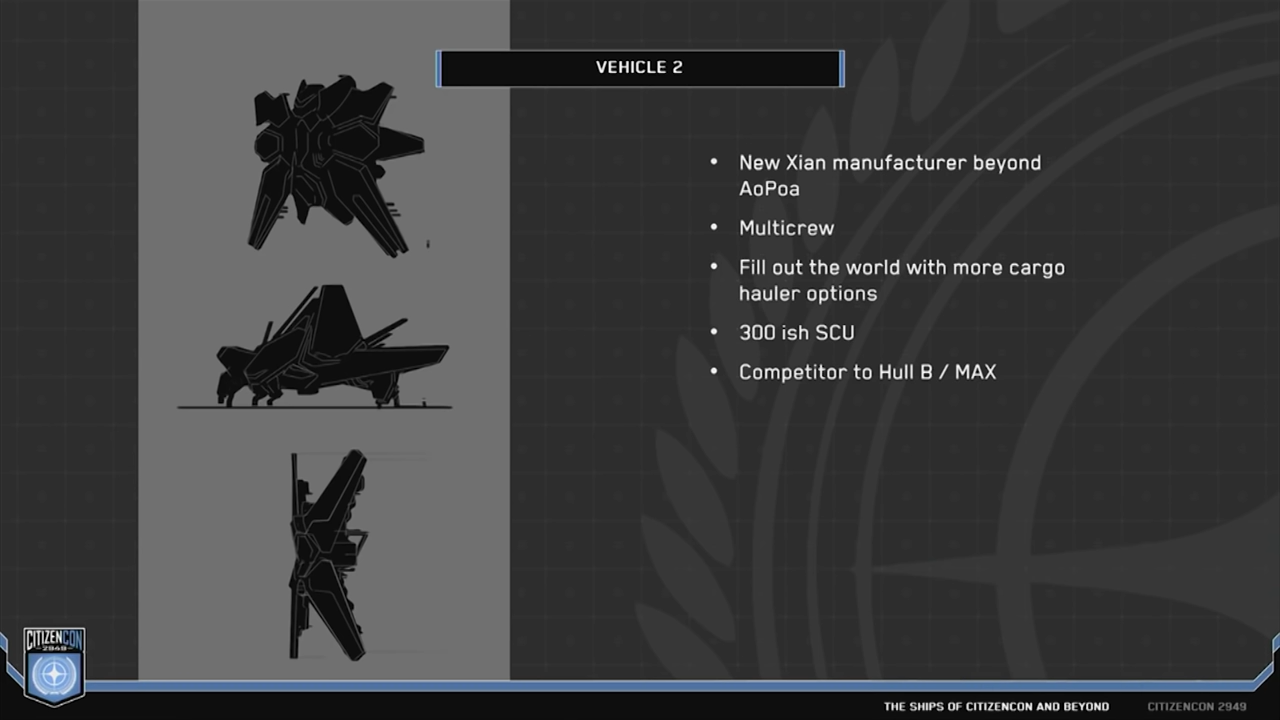 VEHICLE 2
• New Xian manufacturer beyond
AoPoa
• Multicrew
• Fill out the world with more cargo
hauler options
• 300 ish SCU
• Competitor to Hull B / MAX
CITIZENCON
2949
THE SHIPS OF CITIZENCON AND BEYOND CITIZENCON 2949